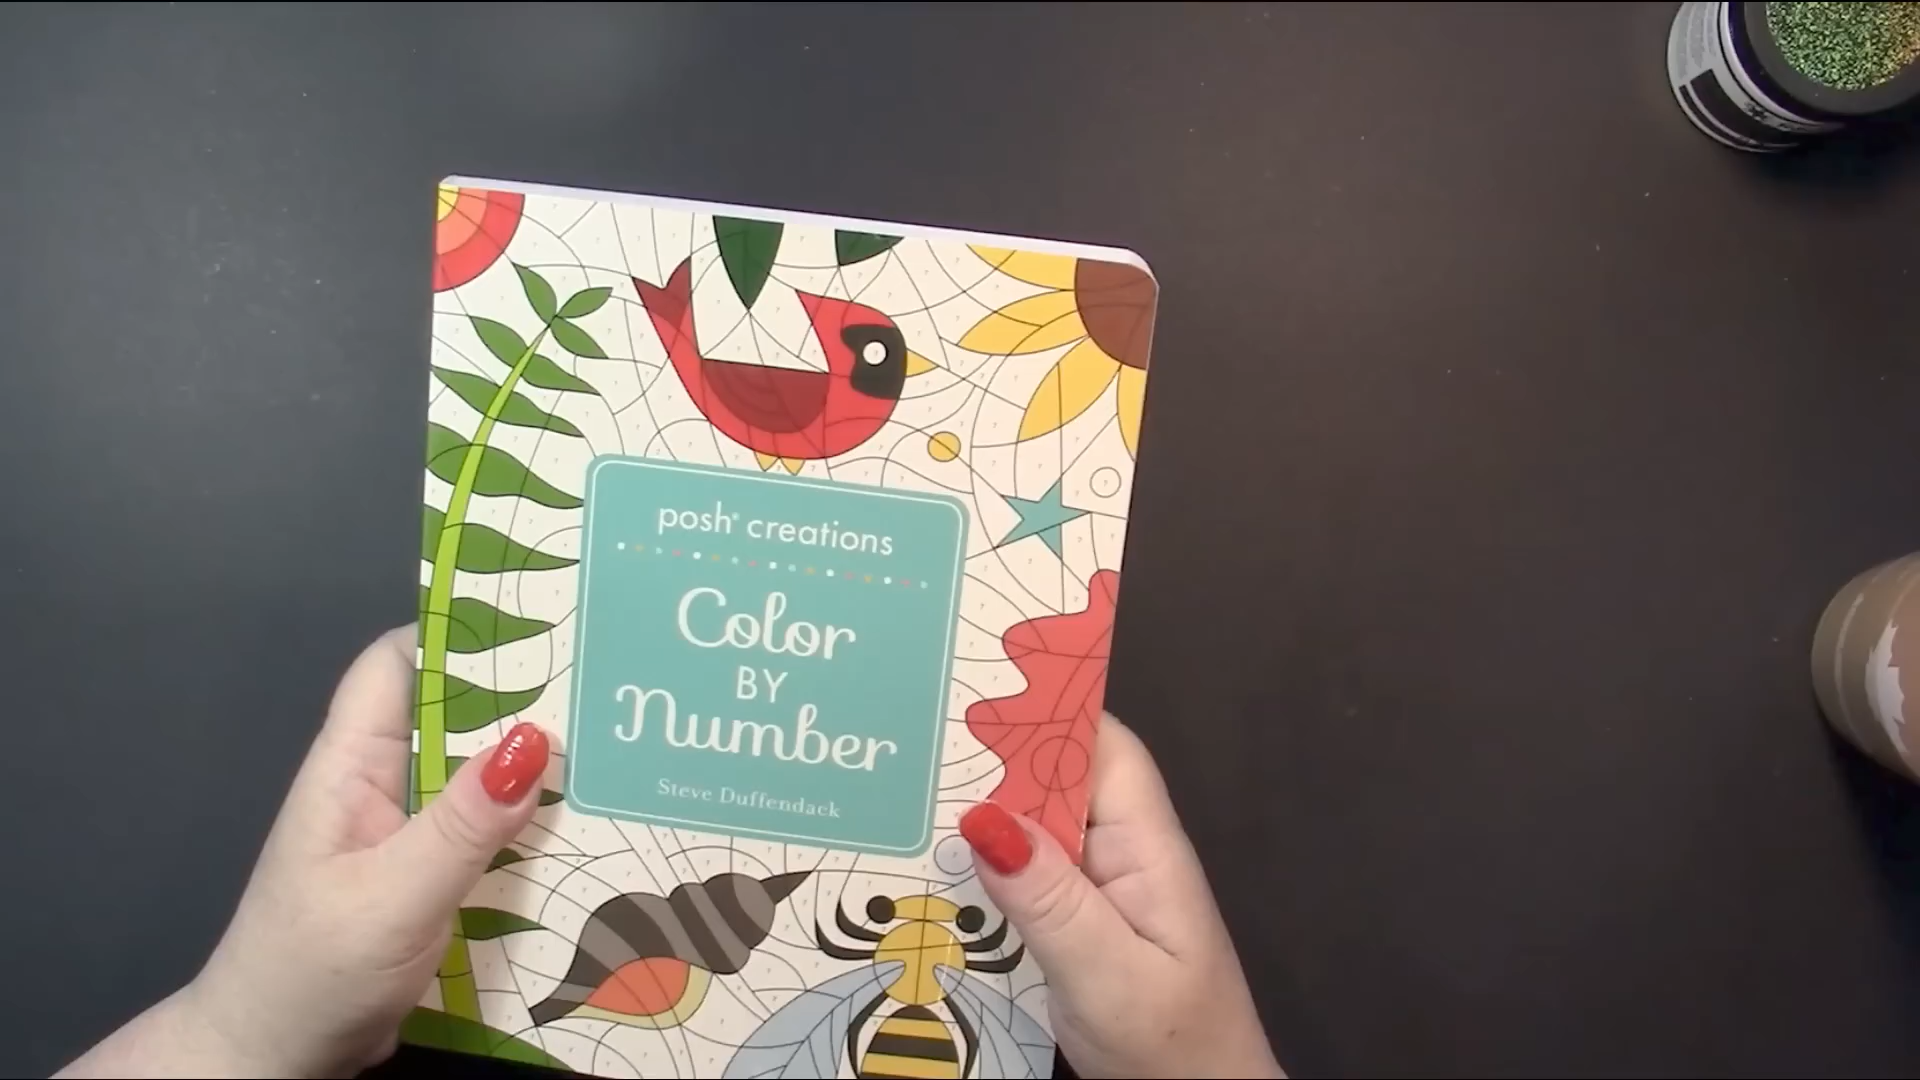 posh® creations
Color
BY
Number
Steve Duffendack